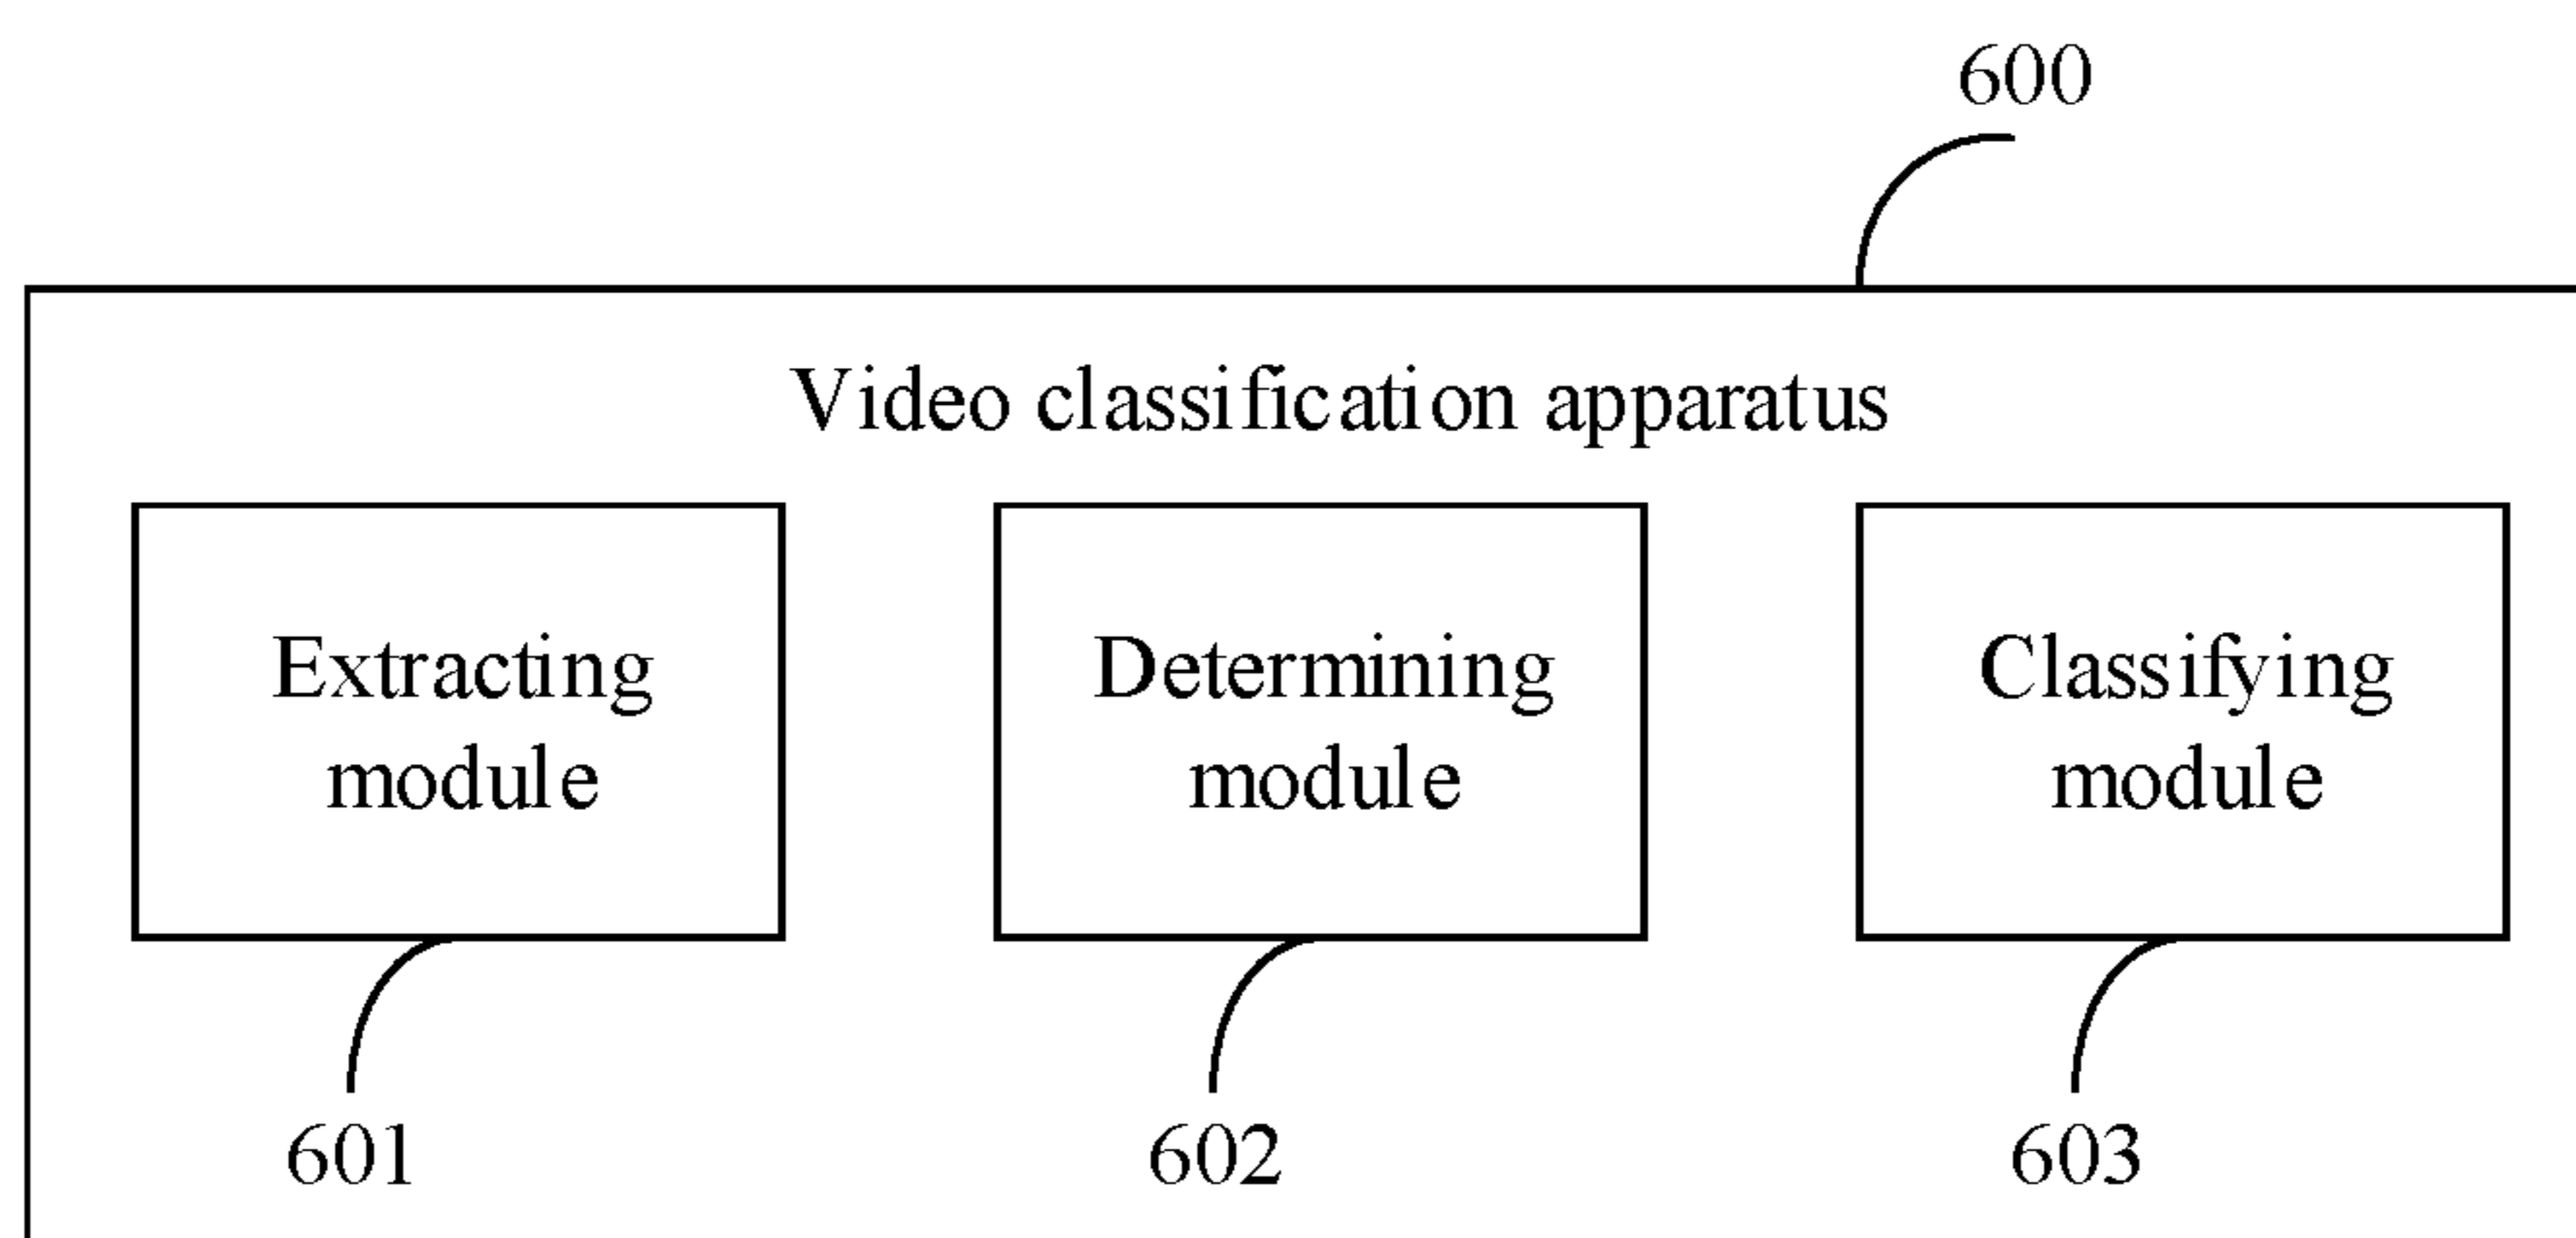 600
Video classification apparatus
Extracting
module
Determining
module
Classifying
module
601
602
603